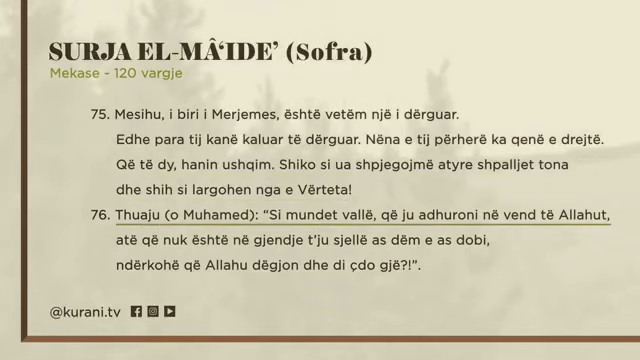 SURJA EL-MÂ‘IDE’ (Sofra)
Mekase - 120 vargje
75. Mesihu, i biri i Merjemes, është vetëm një i dërguar.
Edhe para tij kanë kaluar të dërguar. Nëna e tij përherë ka qenë e drejtë.
Që të dy, hanin ushqim. Shiko si ua shpjegojmë atyre shpalljet tona
dhe shih si largohen nga e Vërteta!
76. Thuaju (o Muhamed): “Si mundet vallë, që ju adhuroni në vend të Allahut,
atë që nuk është në gjendje t’ju sjellë as dëm e as dobi,
ndërkohë që Allahu dëgjon dhe di çdo gjë?!”.
@kurani.tv